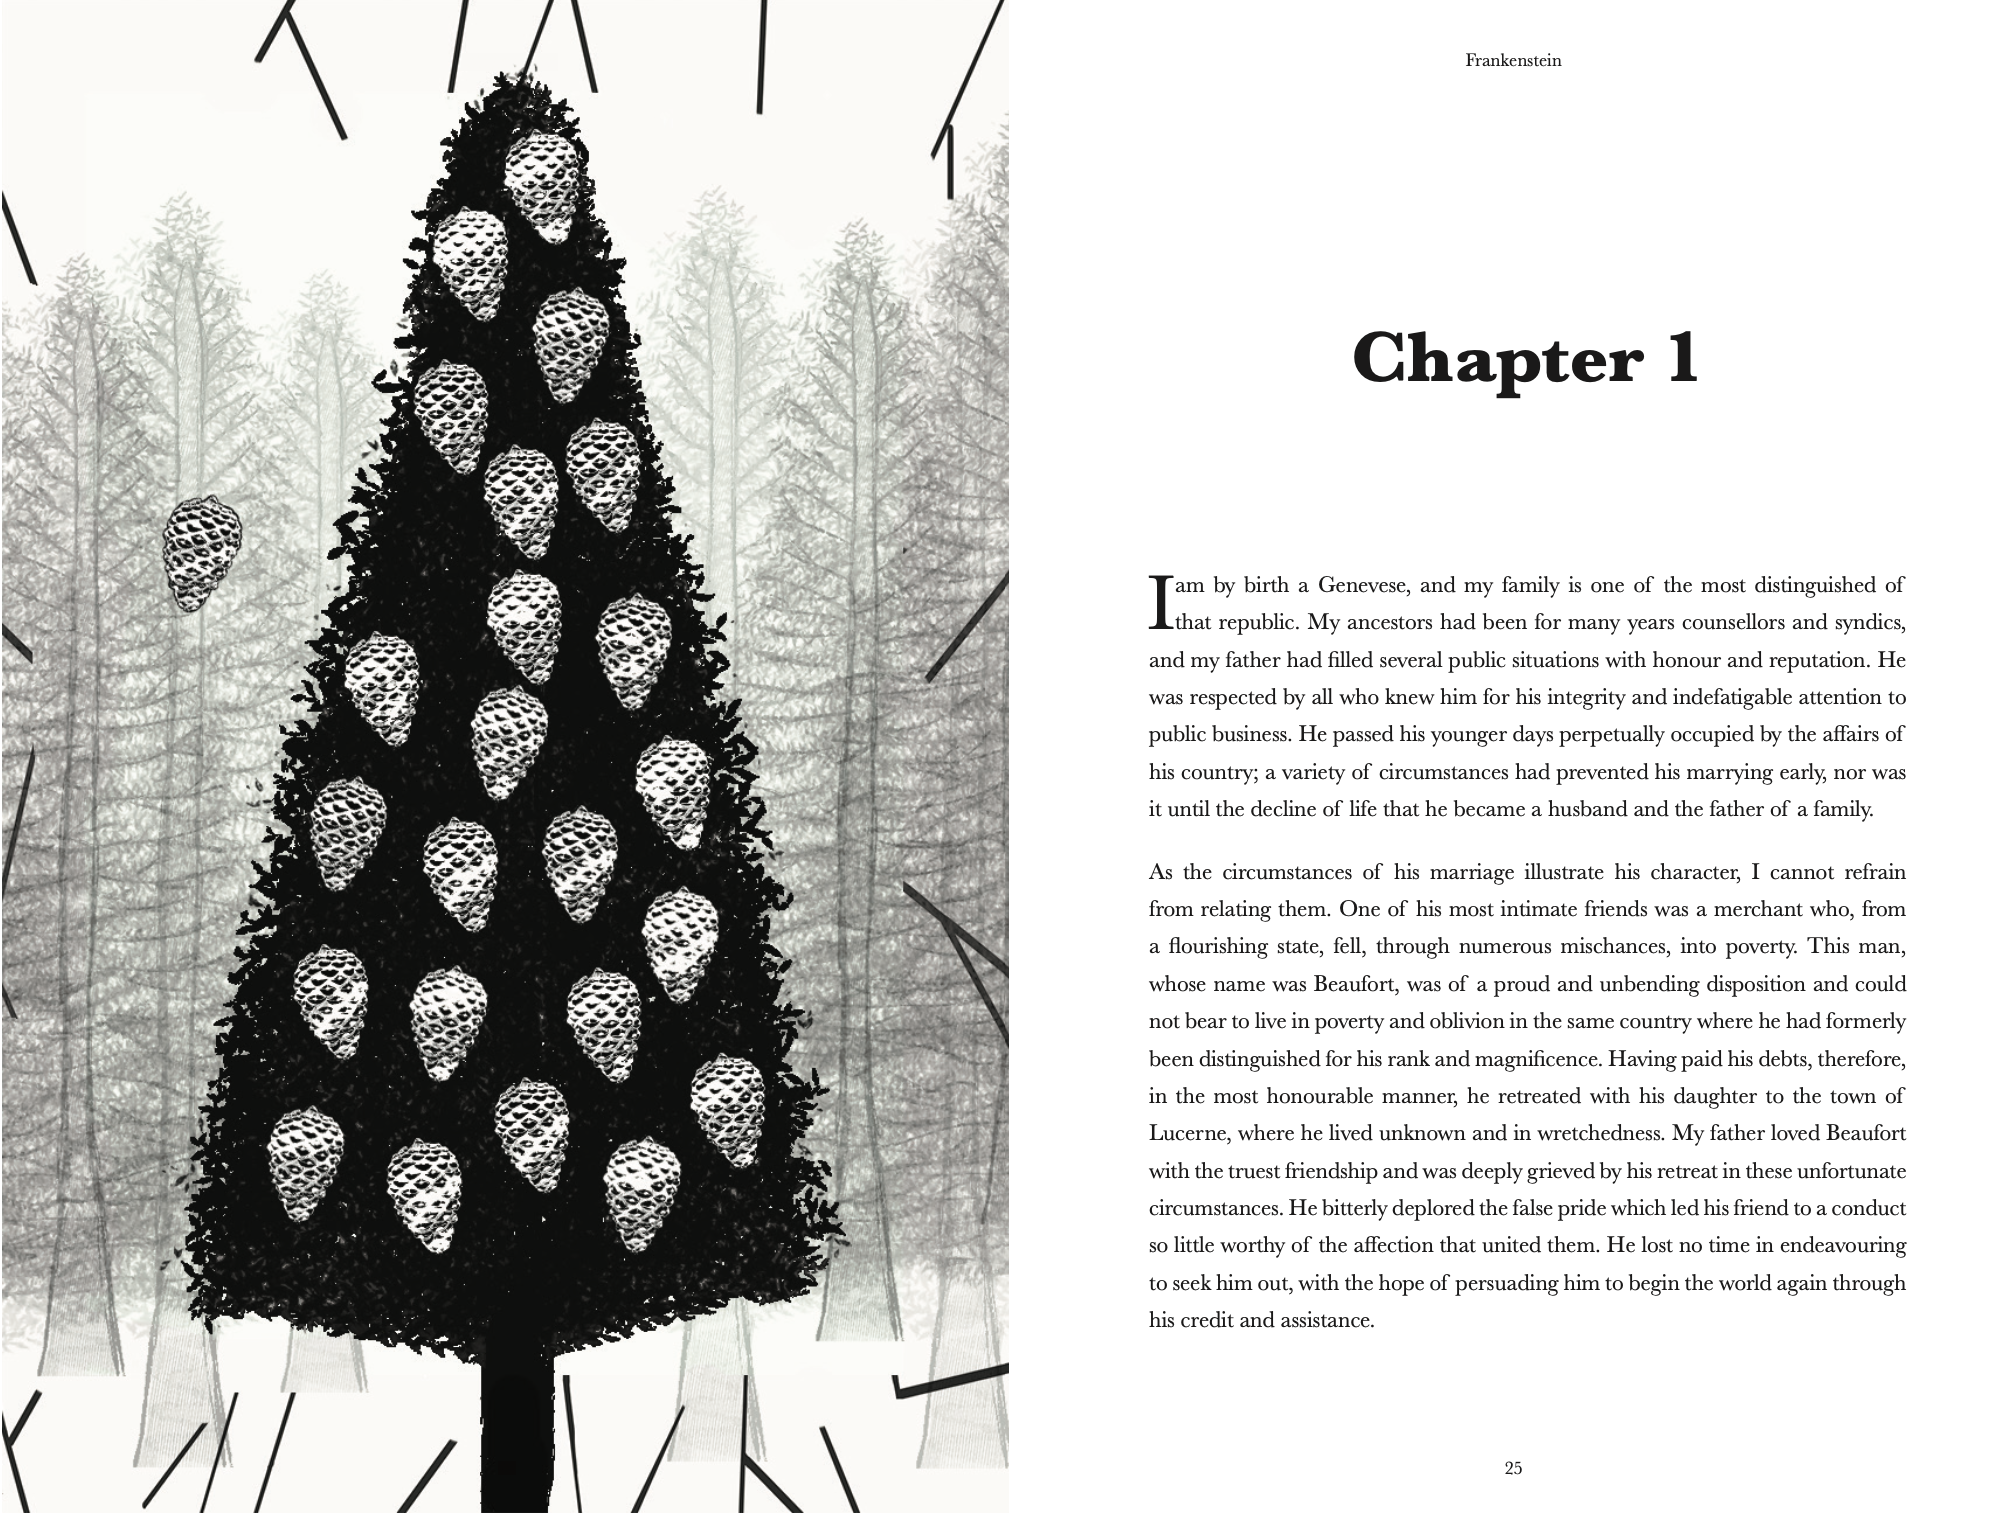 Frankenstein
Chapter 1
I am by birth a Genevese, and my family is one of the most distinguished of
that republic. My ancestors had been for many years counsellors and syndics,
and my father had filled several public situations with honour and reputation. He
was respected by all who knew him for his integrity and indefatigable attention to
public business. He passed his younger days perpetually occupied by the affairs of
his country; a variety of circumstances had prevented his marrying early, nor was
it until the decline of life that he became a husband and the father of a family.
As the circumstances of his marriage illustrate his character, I cannot refrain
from relating them. One of his most intimate friends was a merchant who, from
a flourishing state, fell, through numerous mischances, into poverty. This man,
whose name was Beaufort, was of a proud and unbending disposition and could
not bear to live in poverty and oblivion in the same country where he had formerly
been distinguished for his rank and magnificence. Having paid his debts, therefore,
in the most honourable manner, he retreated with his daughter to the town of
Lucerne, where he lived unknown and in wretchedness. My father loved Beaufort
with the truest friendship and was deeply grieved by his retreat in these unfortunate
circumstances. He bitterly deplored the false pride which led his friend to a conduct
so little worthy of the affection that united them. He lost no time in endeavouring
to seek him out, with the hope of persuading him to begin the world again through
his credit and assistance.
25